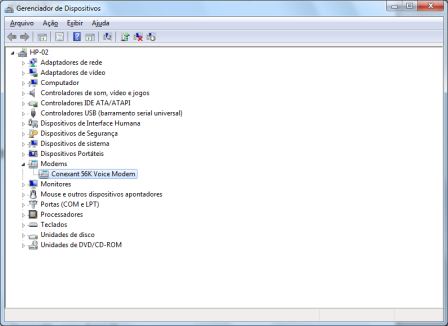 Gerenciador de Dispositivos
Arquivo Ação Exibir Ajuda
HP-02
Adaptadores de rede
Adaptadores de vídeo
Computador
Controladores de som, vídeo e jogos
Controladores IDE ATA/ATAPI
Controladores USB (barramento serial universal)
Dispositivos de Interface Humana
Dispositivos de Segurança
Dispositivos de sistema
Dispositivos Portáteis
Modems
Conexant 56K Voice Modem
Monitores
Mouse e outros dispositivos apontadores
Portas (COM e LPT)
Processadores
Teclados
Unidades de disco
Unidades de DVD/CD-ROM